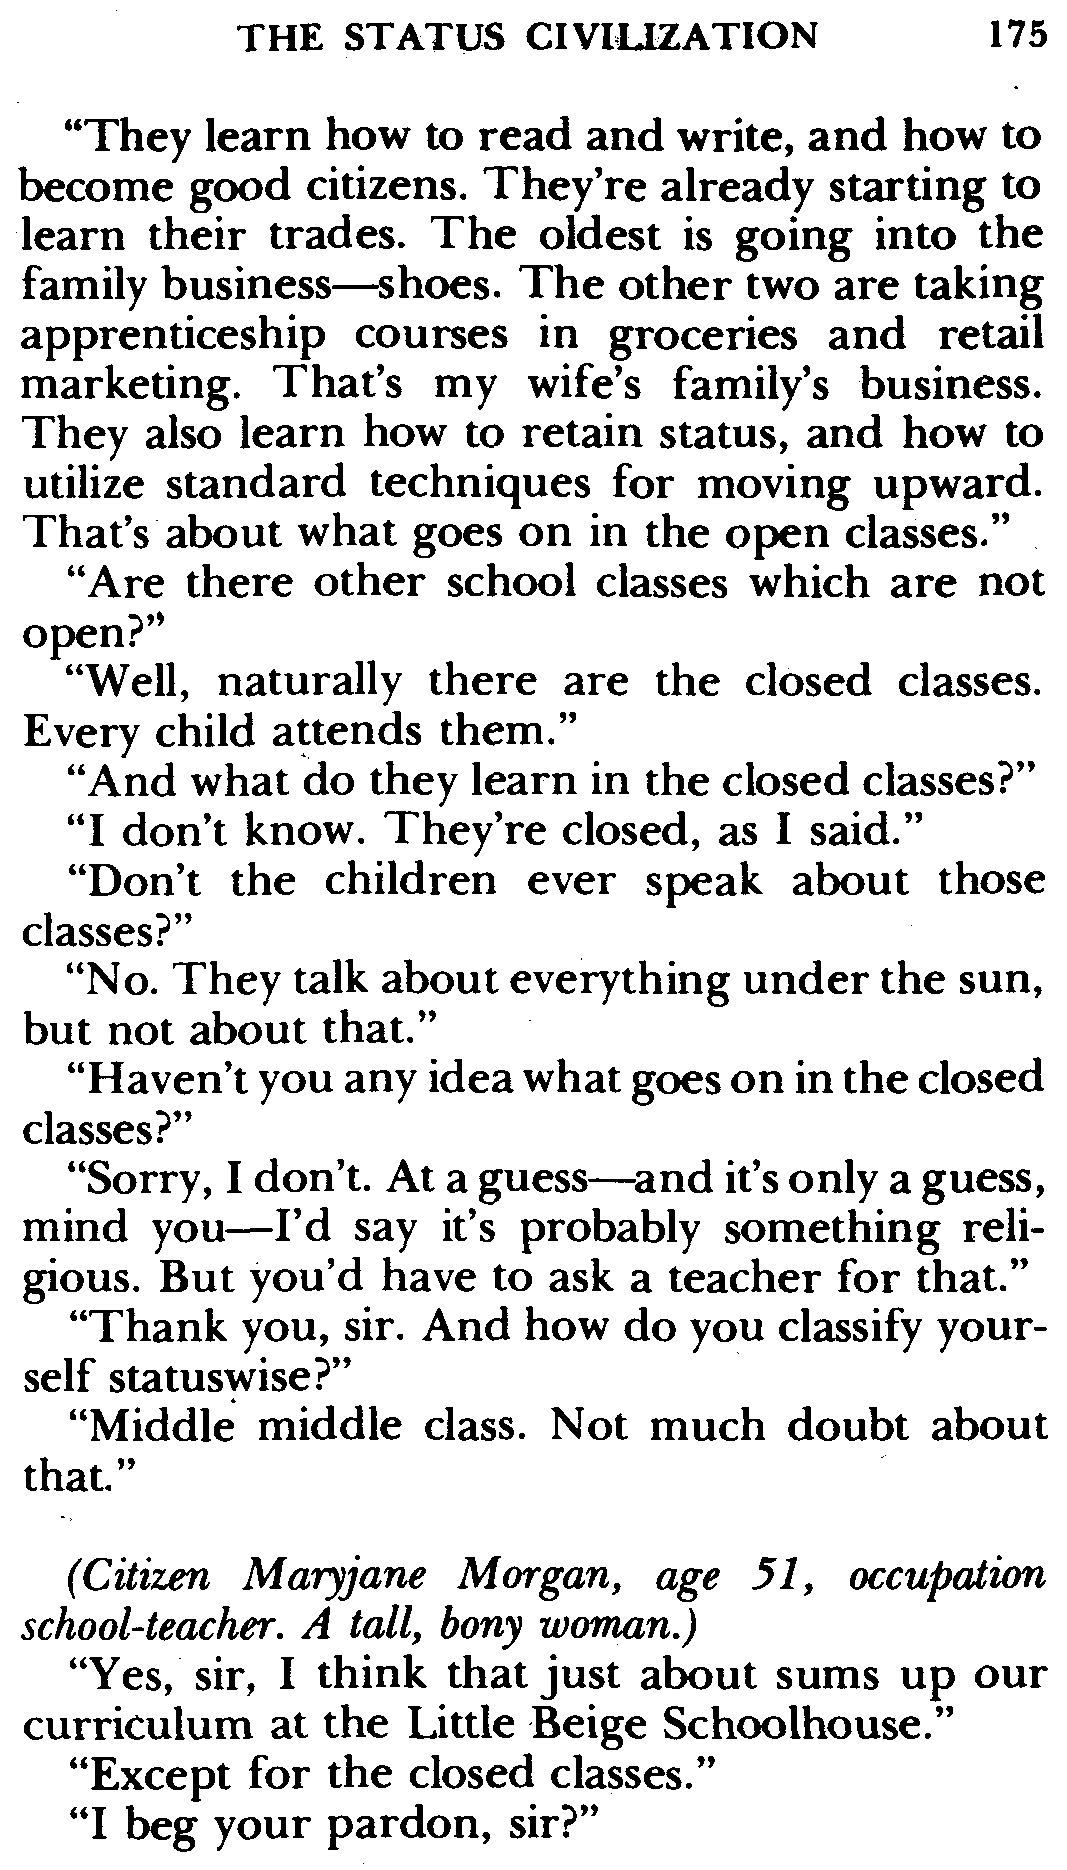 THE STATUS CIVILIZATION 175
“They learn how to read and write, and how to
become good citizens. They're already starting to
learn their trades. The oldest is going into the
family business—shoes. The other two are taking
apprenticeship courses in groceries and retail
marketing. That's my wife's family's business.
They also learn how to retain status, and how to
utilize standard techniques for moving upward.
That's about what goes on in the open classes.”
“Are there other school classes which are not
open?”
“Well, naturally there are the closed classes.
Every child attends them.”
“And what do they learn in the closed classes?”
“I don't know. They're closed, as I said.”
“Don't the children ever speak about those
classes?”
“No. They talk about everything under the sun,
but not about that.”
“Haven't you any idea what goes on in the closed
classes?”
“Sorry, I don't. At a guess—and it's only a guess,
mind you—I'd say it's probably something reli-
gious. But you'd have to ask a teacher for that.”
“Thank you, sir. And how do you classify your-
self statuswise?”
“Middle middle class. Not much doubt about
that.”
(Citizen Maryjane Morgan, age 51, occupation
school-teacher. A tall, bony woman.)
“Yes, sir, I think that just about sums up our
curriculum at the Little Beige Schoolhouse.”
“Except for the closed classes.”
“I beg your pardon, sir?”